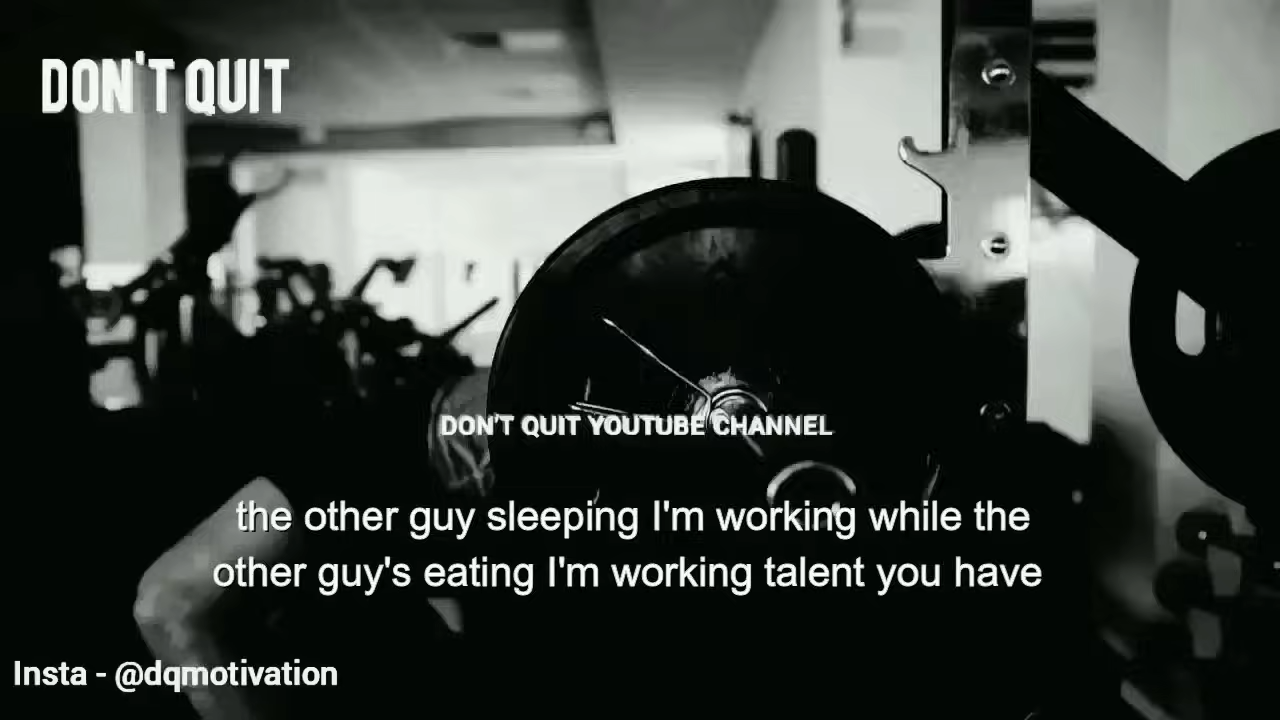 DON'T QUIT
DON'T QUIT YOUTUBE CHANNEL
the other guy sleeping I'm working while the
other guy's eating I'm working talent you have
Insta - @dqmotivation